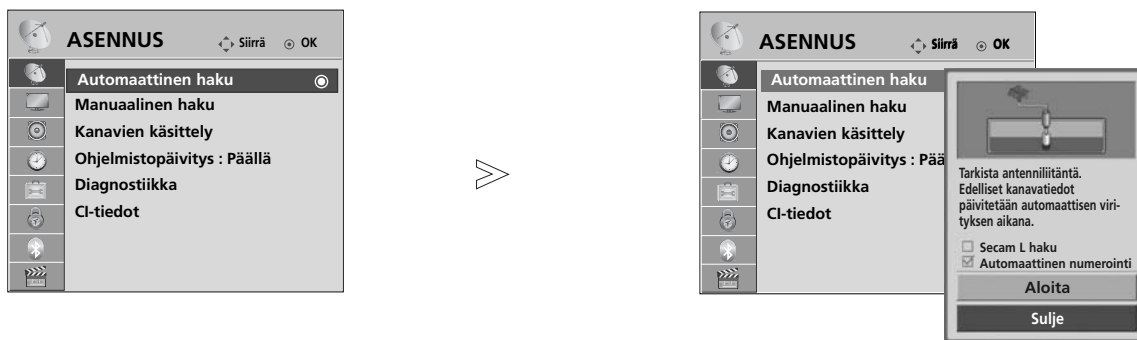 ASENNUS
Siirrä OK
Automaattinen haku
Manuaalinen haku
Kanavien käsittely
Ohjelmistopäivitys : Päällä
Diagnostiikka
CI-tiedot
ASENNUS
Siirrä OK
Automaattinen haku
Manuaalinen haku
Kanavien käsittely
Ohjelmistopäivitys : Pää
Diagnostiikka
CI-tiedot
Tarkista antenniliitäntä.
Edelliset kanavatiedot
päivitetään automaattisen viri-
tyksen aikana.
Secam L haku
Automaattinen numerointi
Aloita
Sulje